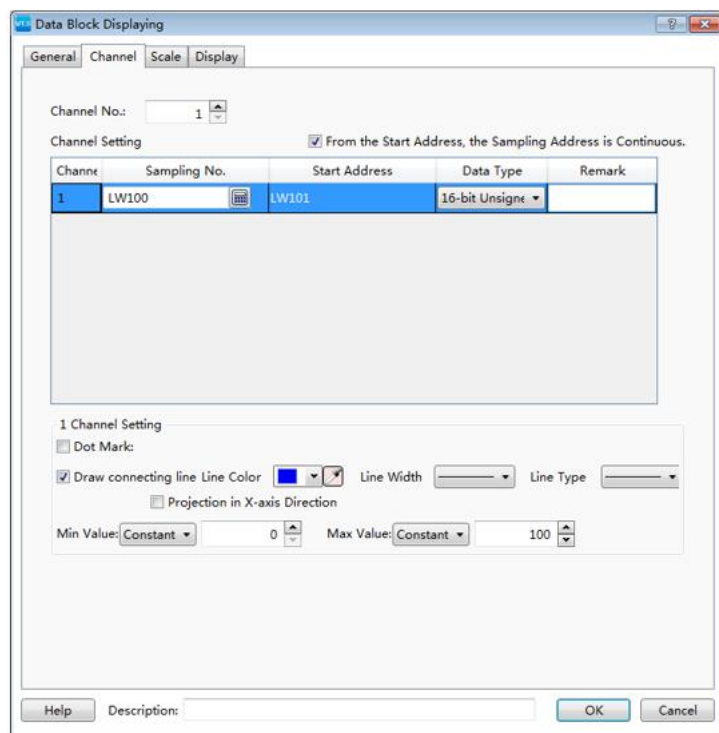 Data Block Displaying
General Channel Scale Display
Channel No.: 1
Channel Setting From the Start Address, the Sampling Address is Continuous.
Channe Sampling No. Start Address Data Type Remark
1 LW100 LW101 16-bit Unsigne
1 Channel Setting
Dot Mark:
Draw connecting line Line Color Line Width Line Type
Projection in X-axis Direction
Min Value: Constant 0 Max Value: Constant 100
Help Description: OK Cancel